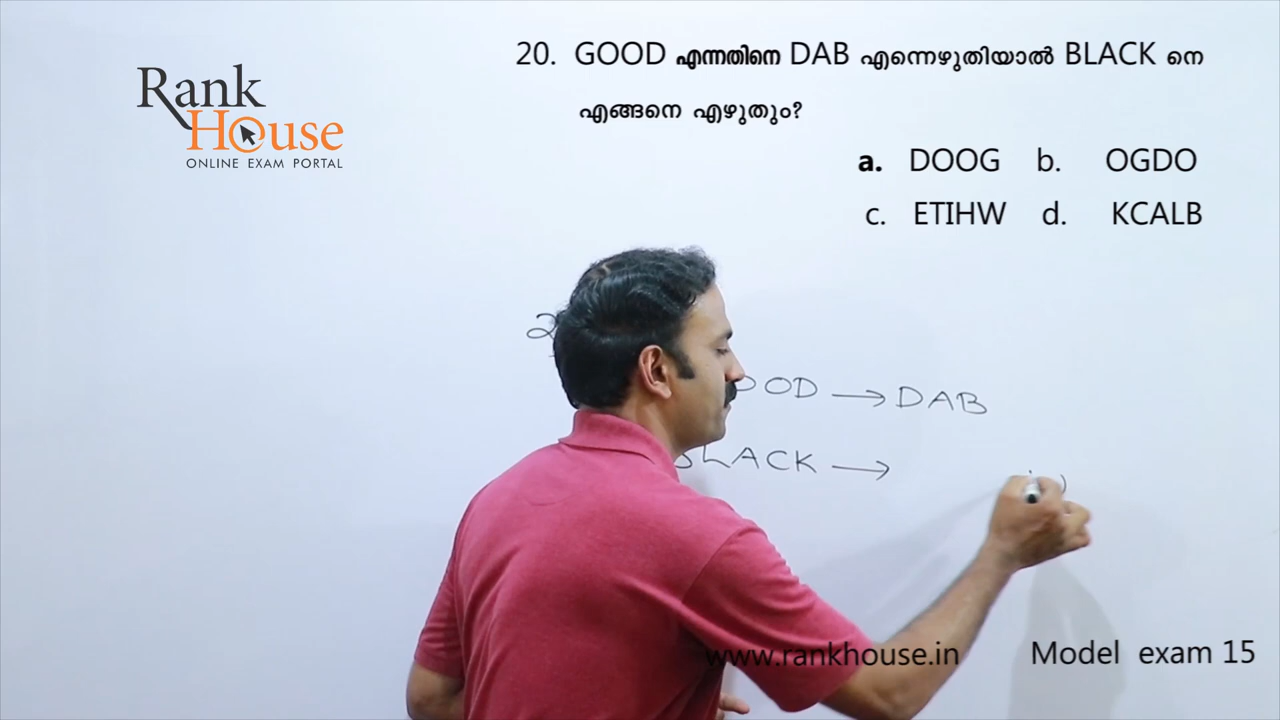 Rank
House
ONLINE EXAM PORTAL
20. GOOD എന്നതിനെ DAB എന്നെഴുതിയാൽ BLACK നെ
എങ്ങനെ എഴുതും?
a. DOOG b. OGDO
c. ETIHW d. KCALB
OOD → DAB
BLACK →
www.rankhouse.in Model exam 15